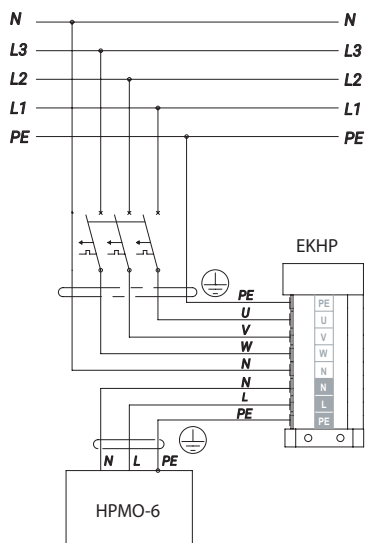 N N
L3 L3
L2 L2
L1 L1
PE PE
EKHP
PE PE
U U
V V
W W
N N
N N
L L
PE PE
N L PE
HPMO-6